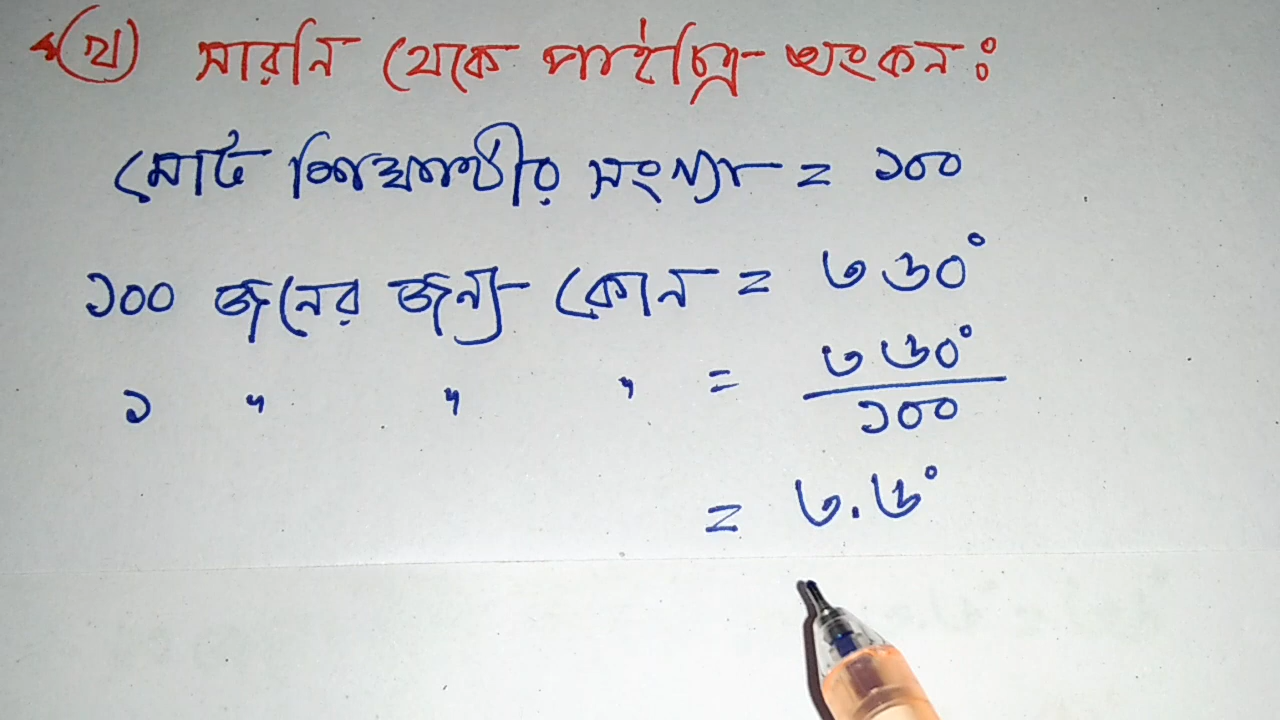 (খ) সারনি থেকে পাইচিত্র অংকন ঃ
মোট শিক্ষার্থীর সংখ্যা = ১০০
১০০ জনের জন্য কোন = ৩৬০°
১ " " " = ৩৬০°/১০০
= ৩.৬°